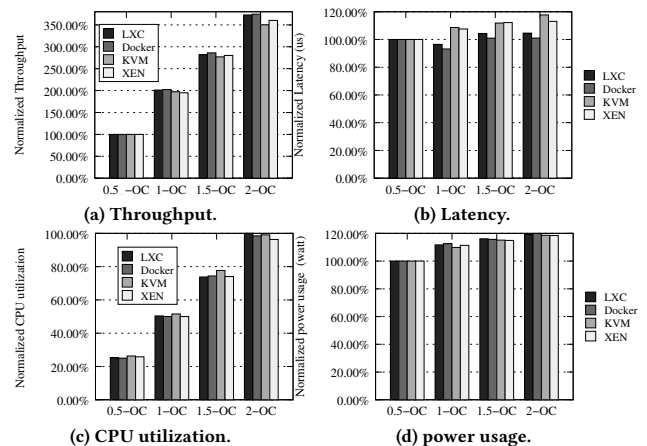 Normalized Throughput
350.00%
300.00%
250.00%
200.00%
150.00%
100.00%
50.00%
0.00%
LXC
Docker
KVM
XEN
0.5 -OC 1-OC 1.5-OC 2-OC
(a) Throughput.
Normalized Latency (us)
120.00%
100.00%
80.00%
60.00%
40.00%
20.00%
0.00%
LXC
Docker
KVM
XEN
0.5-OC 1-OC 1.5-OC 2-OC
(b) Latency.
Normalized CPU utilization
100.00%
80.00%
60.00%
40.00%
20.00%
0.00%
LXC
Docker
KVM
XEN
0.5-OC 1-OC 1.5-OC 2-OC
(c) CPU utilization.
Normalized power usage (watt)
120.00%
100.00%
80.00%
60.00%
40.00%
20.00%
0.00%
LXC
Docker
KVM
XEN
0.5-OC 1-OC 1.5-OC 2-OC
(d) power usage.